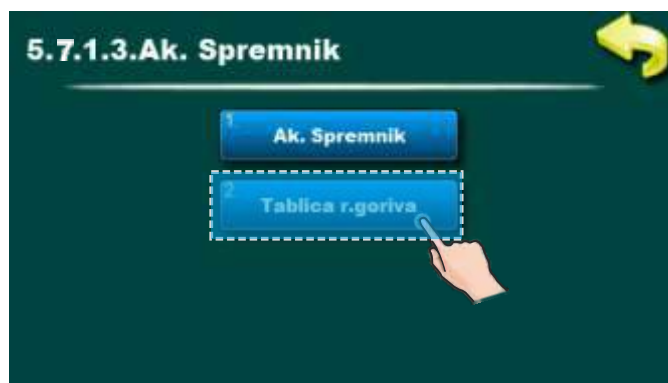 5.7.1.3.Ak. Spremnik
1
Ak. Spremnik
2
Tablica r.goriva